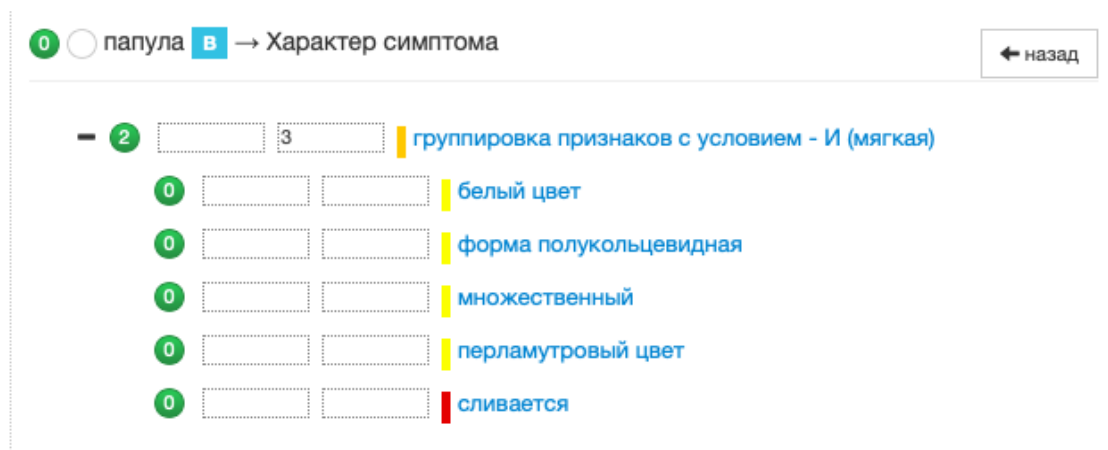 0 папула В → Характер симптома
← назад
2 3 группировка признаков с условием - И (мягкая)
0 белый цвет
0 форма полукольцевидная
0 множественный
0 перламутровый цвет
0 сливается